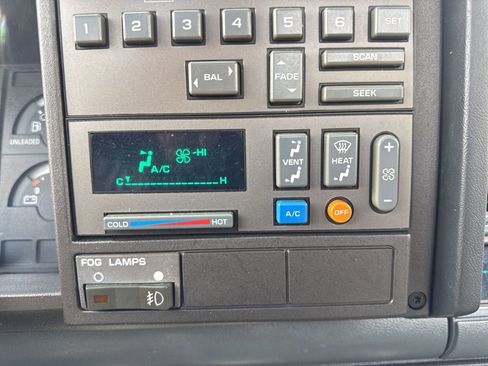 1 2 3 4 5 6 SET
SCAN
BAL FADE
SEEK
HI
A/C
C H
VENT HEAT + -
COLD HOT
A/C OFF
FOG LAMPS
UNLEADED